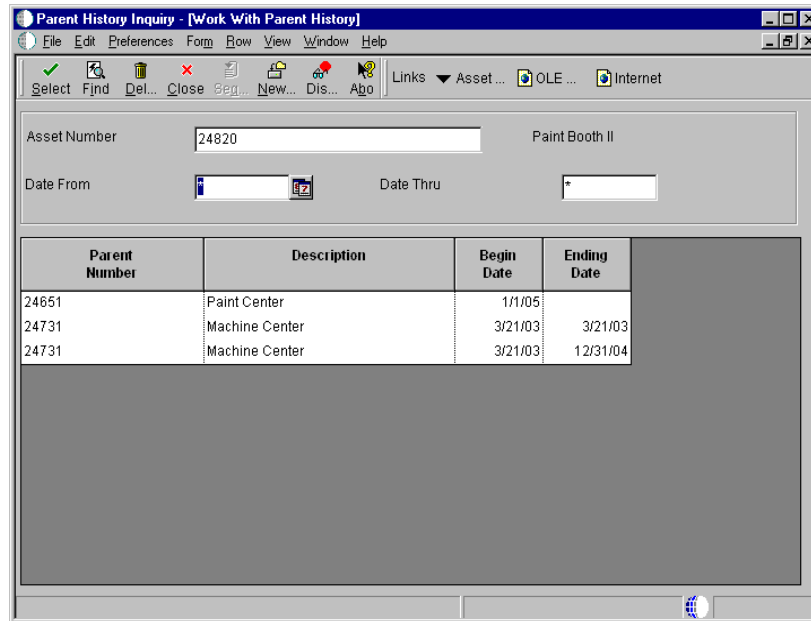 Parent History Inquiry - [Work With Parent History]
File Edit Preferences Form Row View Window Help
Select Find Del... Close Seq... New... Dis... Abo Links Asset ... OLE ... Internet
Asset Number 24820 Paint Booth II
Date From * Date Thru *
Parent Number Description Begin Date Ending Date
24651 Paint Center 1/1/05
24731 Machine Center 3/21/03 3/21/03
24731 Machine Center 3/21/03 12/31/04